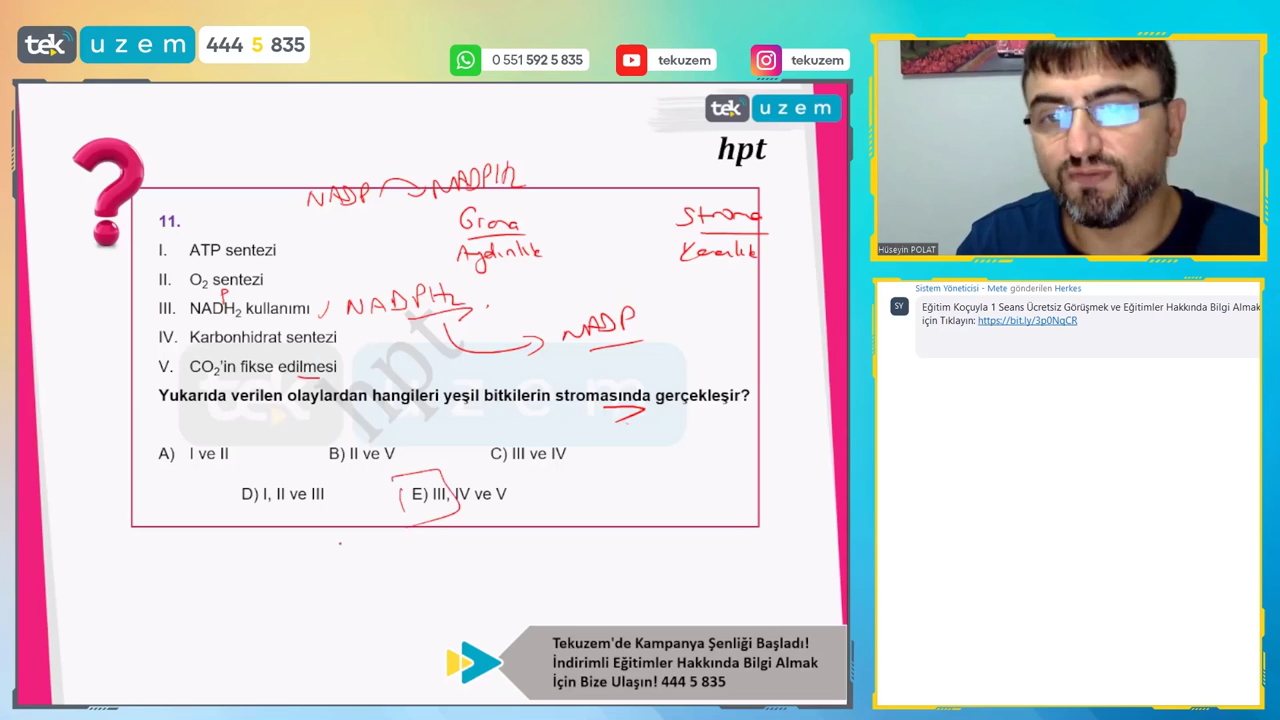 tek uzem 444 5 835
0 551 592 5 835
tekuzem
tekuzem
tek uzem
hpt
NADP NADPH2
11.
Grana
Stroma
I. ATP sentezi
Aydınlık
Karanlık
II. O2 sentezi
P
III. NADH2 kullanımı
NADPH2
NADP
IV. Karbonhidrat sentezi
V. CO2'in fikse edilmesi
hpt
tek uzem
Yukarıda verilen olaylardan hangileri yeşil bitkilerin stromasında gerçekleşir?
A) I ve II
B) II ve V
C) III ve IV
D) I, II ve III
E) III, IV ve V
Tekuzem'de Kampanya Şenliği Başladı!
İndirimli Eğitimler Hakkında Bilgi Almak
İçin Bize Ulaşın! 444 5 835
Hüseyin POLAT
Sistem Yöneticisi - Mete gönderilen Herkes
SY
Eğitim Koçuyla 1 Seans Ücretsiz Görüşmek ve Eğitimler Hakkında Bilgi Almak
için Tıklayın: https://bit.ly/3p0NqCR